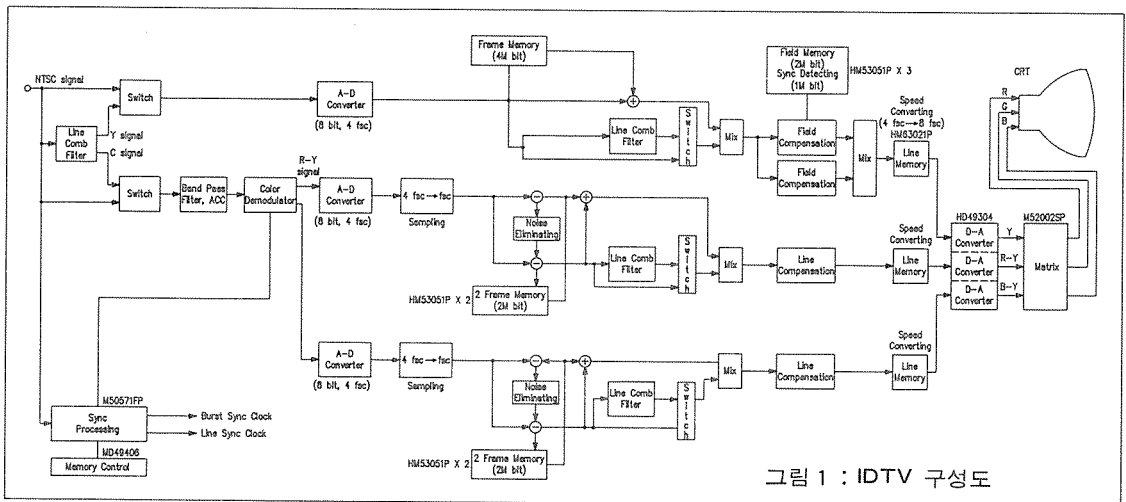 NTSC signal
Line
Comb
Filter
Y signal
C signal
Switch
Switch
Band Pass
Filter, ACC
Color
Demodulator
R-Y
signal
A-D
Converter
(8 bit, 4 fsc)
Frame Memory
(4M bit)
Line Comb
Filter
Switch
Mix
Field Memory
(2M bit)
Sync Detecting
(1M bit)
HM53051P X 3
Field
Compensation
Field
Compensation
Mix
Speed
Converting
(4 fsc→8 fsc)
HM63021P
Line
Memory
CRT
R
G
B
A-D
Converter
(8 bit, 4 fsc)
4 fsc→fsc
Sampling
Noise
Eliminating
HM53051P X 2
2 Frame Memory
(2M bit)
Line Comb
Filter
Switch
Mix
Line
Compensation
Speed
Converting
Line
Memory
HD49304
D-A
Converter
D-A
Converter
D-A
Converter
Y
R-Y
B-Y
M52002SP
Matrix
A-D
Converter
(8 bit, 4 fsc)
4 fsc→fsc
Sampling
Noise
Eliminating
HM53051P X 2
2 Frame Memory
(2M bit)
Line Comb
Filter
Switch
Mix
Line
Compensation
Speed
Converting
Line
Memory
M50571FP
Sync
Processing
Burst Sync Clock
Line Sync Clock
MD49406
Memory Control
그림 1 : IDTV 구성도